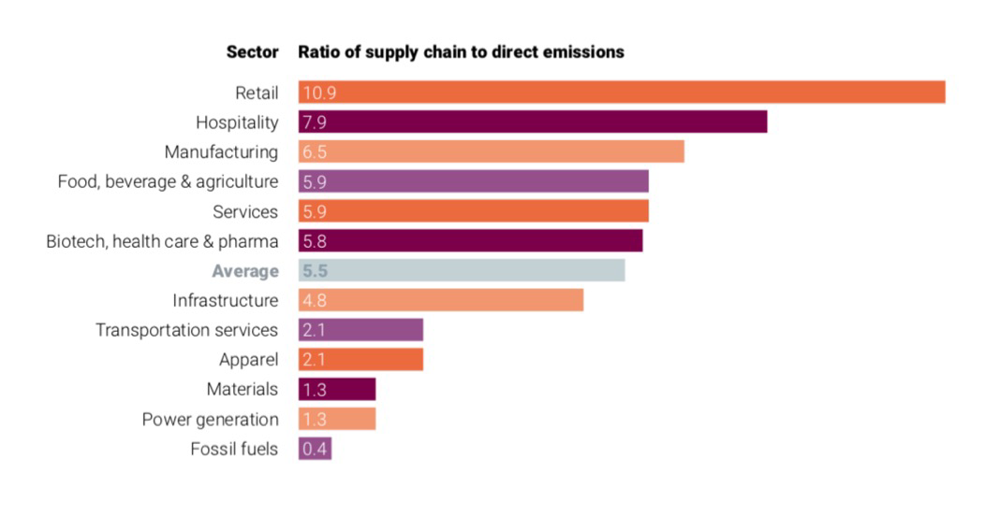 Sector Ratio of supply chain to direct emissions
Retail 10.9
Hospitality 7.9
Manufacturing 6.5
Food, beverage & agriculture 5.9
Services 5.9
Biotech, health care & pharma 5.8
Average 5.5
Infrastructure 4.8
Transportation services 2.1
Apparel 2.1
Materials 1.3
Power generation 1.3
Fossil fuels 0.4